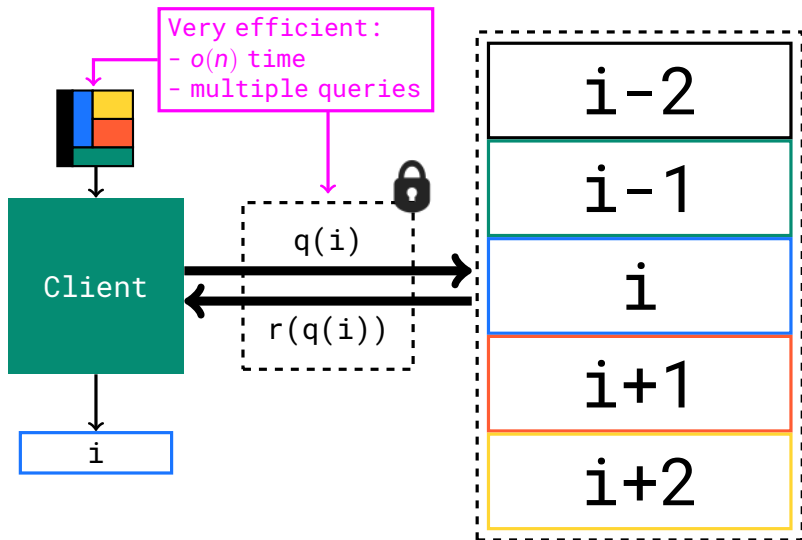 Very efficient:
- o(n) time
- multiple queries
Client
q(i)
r(q(i))
i
i-2
i-1
i
i+1
i+2